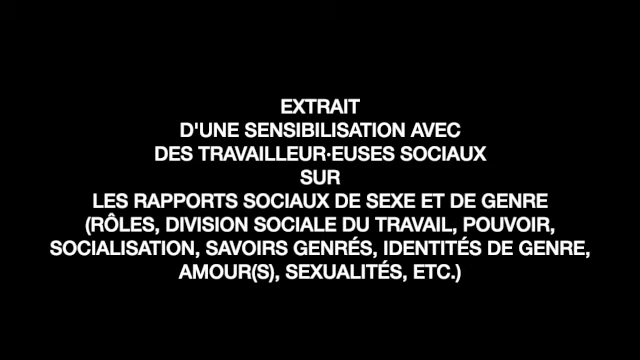 EXTRAIT
D'UNE SENSIBILISATION AVEC
DES TRAVAILLEUR·EUSES SOCIAUX
SUR
LES RAPPORTS SOCIAUX DE SEXE ET DE GENRE
(RÔLES, DIVISION SOCIALE DU TRAVAIL, POUVOIR,
SOCIALISATION, SAVOIRS GENRÉS, IDENTITÉS DE GENRE,
AMOUR(S), SEXUALITÉS, ETC.)